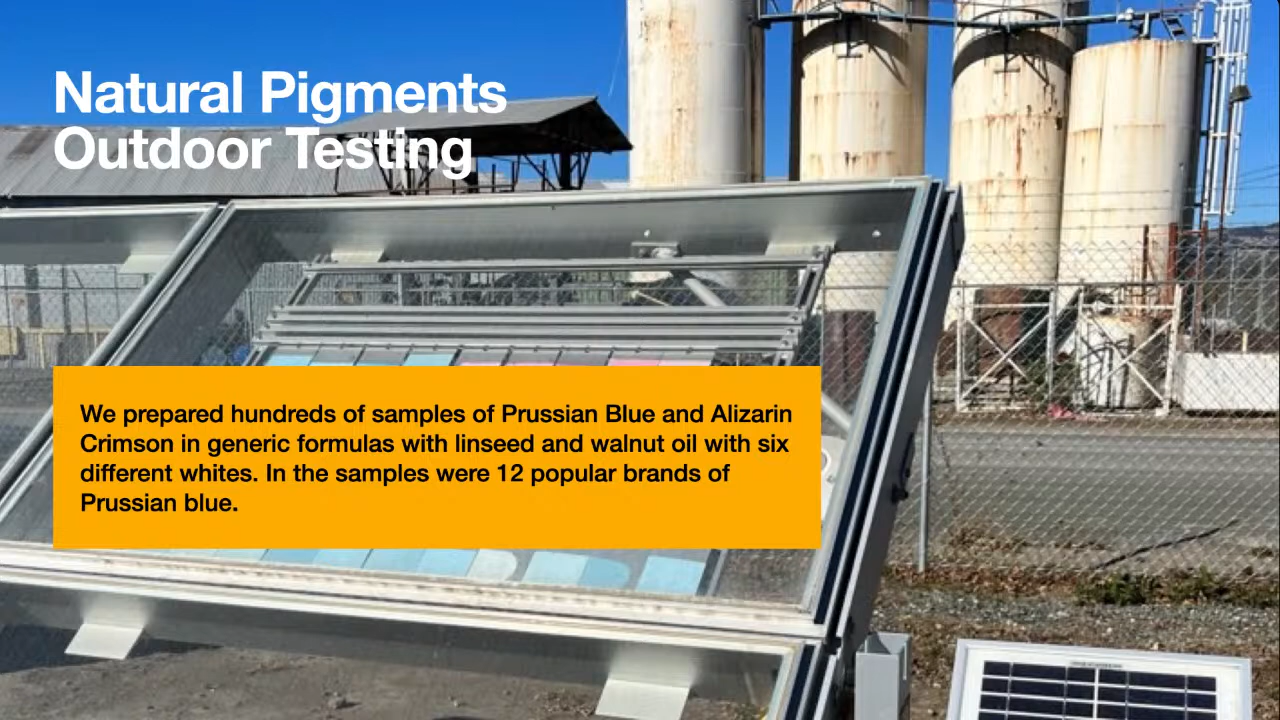 Natural Pigments
Outdoor Testing
We prepared hundreds of samples of Prussian Blue and Alizarin
Crimson in generic formulas with linseed and walnut oil with six
different whites. In the samples were 12 popular brands of
Prussian blue.